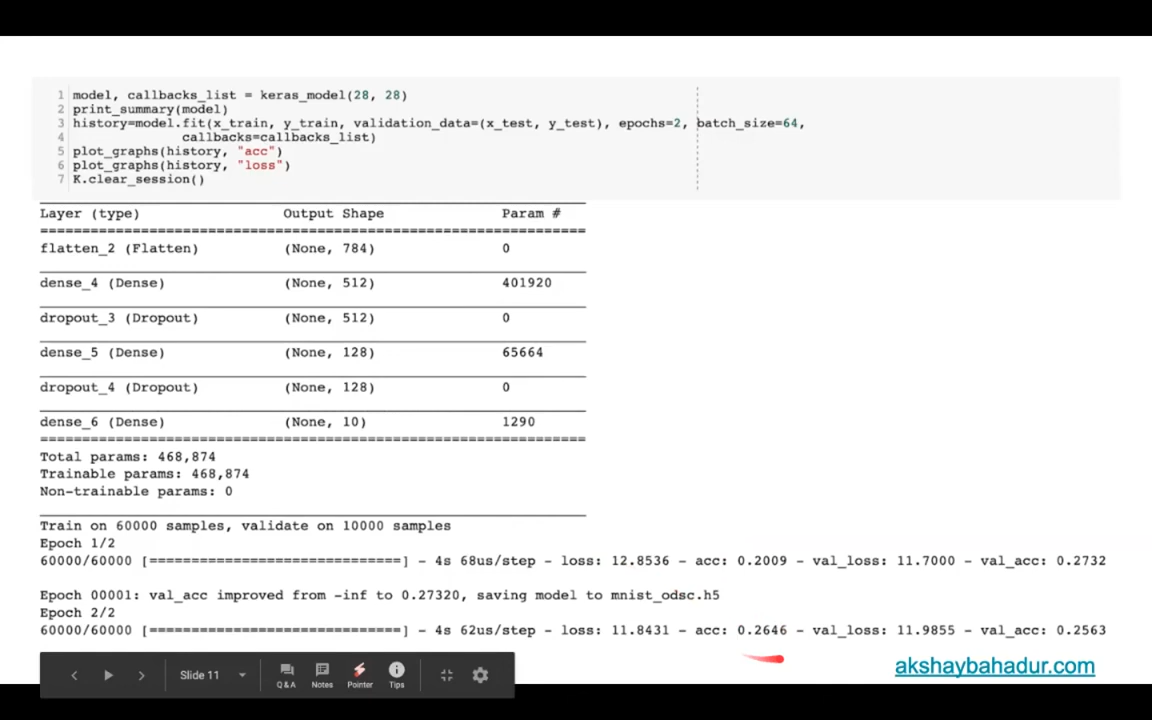 1 model, callbacks_list = keras_model(28, 28)
2 print_summary(model)
3 history=model.fit(x_train, y_train, validation_data=(x_test, y_test), epochs=2, batch_size=64,
4 callbacks=callbacks_list)
5 plot_graphs(history, "acc")
6 plot_graphs(history, "loss")
7 K.clear_session()
Layer (type) Output Shape Param #
=================================================================
flatten_2 (Flatten) (None, 784) 0
dense_4 (Dense) (None, 512) 401920
dropout_3 (Dropout) (None, 512) 0
dense_5 (Dense) (None, 128) 65664
dropout_4 (Dropout) (None, 128) 0
dense_6 (Dense) (None, 10) 1290
=================================================================
Total params: 468,874
Trainable params: 468,874
Non-trainable params: 0
Train on 60000 samples, validate on 10000 samples
Epoch 1/2
60000/60000 [==============================] - 4s 68us/step - loss: 12.8536 - acc: 0.2009 - val_loss: 11.7000 - val_acc: 0.2732
Epoch 00001: val_acc improved from -inf to 0.27320, saving model to mnist_odsc.h5
Epoch 2/2
60000/60000 [==============================] - 4s 62us/step - loss: 11.8431 - acc: 0.2646 - val_loss: 11.9855 - val_acc: 0.2563
Slide 11 Q&A Notes Pointer Tips
akshaybahadur.com